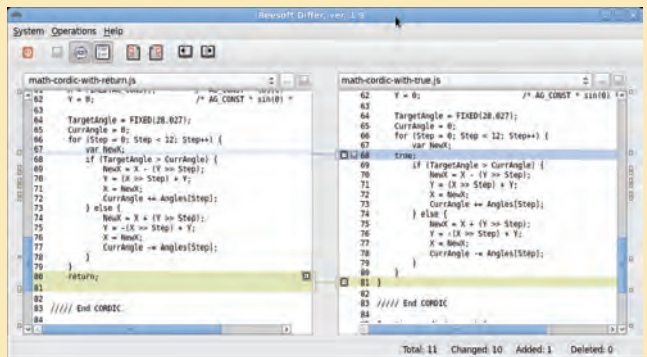 Reesoft Differ, ver. 1.9
System Operations Help
math-cordic-with-return.js
62 Y = 0; /* AG_CONST * sin(0) *
63
64 TargetAngle = FIXED(28.027);
65 CurrAngle = 0;
66 for (Step = 0; Step < 12; Step++) {
67 var NewX;
68 if (TargetAngle > CurrAngle) {
69 NewX = X - (Y >> Step);
70 Y = (X >> Step) + Y;
71 X = NewX;
72 CurrAngle += Angles[Step];
73 } else {
74 NewX = X + (Y >> Step);
75 Y = -(X >> Step) + Y;
76 X = NewX;
77 CurrAngle -= Angles[Step];
78 }
79 }
80 return;
81
82
83 ///// End CORDIC
84
math-cordic-with-true.js
62 Y = 0; /* AG_CONST * sin(0)
63
64 TargetAngle = FIXED(28.027);
65 CurrAngle = 0;
66 for (Step = 0; Step < 12; Step++) {
67 var NewX;
68 true;
69 if (TargetAngle > CurrAngle) {
70 NewX = X - (Y >> Step);
71 Y = (X >> Step) + Y;
72 X = NewX;
73 CurrAngle += Angles[Step];
74 } else {
75 NewX = X + (Y >> Step);
76 Y = -(X >> Step) + Y;
77 X = NewX;
78 CurrAngle -= Angles[Step];
79 }
80 }
81 }
82
83 ///// End CORDIC
84
Total: 11 Changed: 10 Added: 1 Deleted: 0